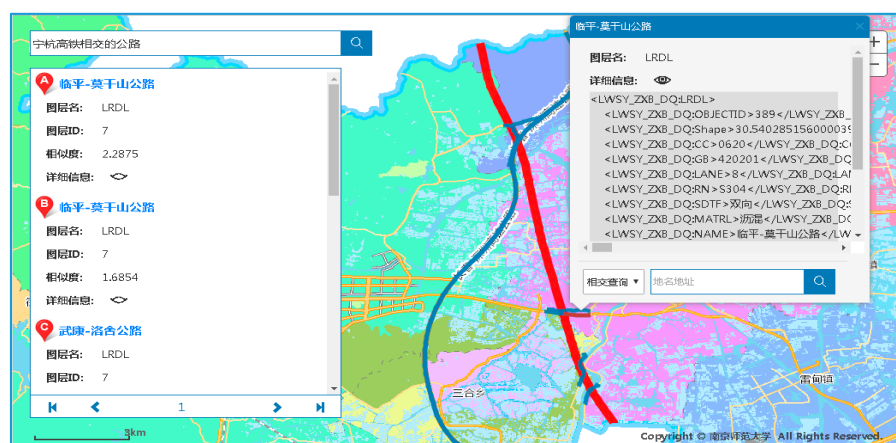 宁杭高铁相交的公路
A 临平-莫干山公路
图层名: LRDL
图层ID: 7
相似度: 2.2875
详细信息:
B 临平-莫干山公路
图层名: LRDL
图层ID: 7
相似度: 1.6854
详细信息:
C 武康-洛舍公路
图层名: LRDL
图层ID: 7
1
3km
临平-莫干山公路
图层名: LRDL
详细信息:
<LWSY_ZXB_DQ:LRDL>
<LWSY_ZXB_DQ:OBJECTID>389</LWSY_ZXB_
<LWSY_ZXB_DQ:Shape>30.540285156000039
<LWSY_ZXB_DQ:CC>0620</LWSY_ZXB_DQ:C
<LWSY_ZXB_DQ:GB>420201</LWSY_ZXB_DQ
<LWSY_ZXB_DQ:LANE>8</LWSY_ZXB_DQ:LA
<LWSY_ZXB_DQ:RN>S304</LWSY_ZXB_DQ:R
<LWSY_ZXB_DQ:SDTF>双向</LWSY_ZXB_DQ:S
<LWSY_ZXB_DQ:MATRL>沥混</LWSY_ZXB_DQ
<LWSY_ZXB_DQ:NAME>临平-莫干山公路</LW
相交查询 地名地址
三合乡
雷甸镇
Copyright © 南京师范大学 All Rights Reserved.